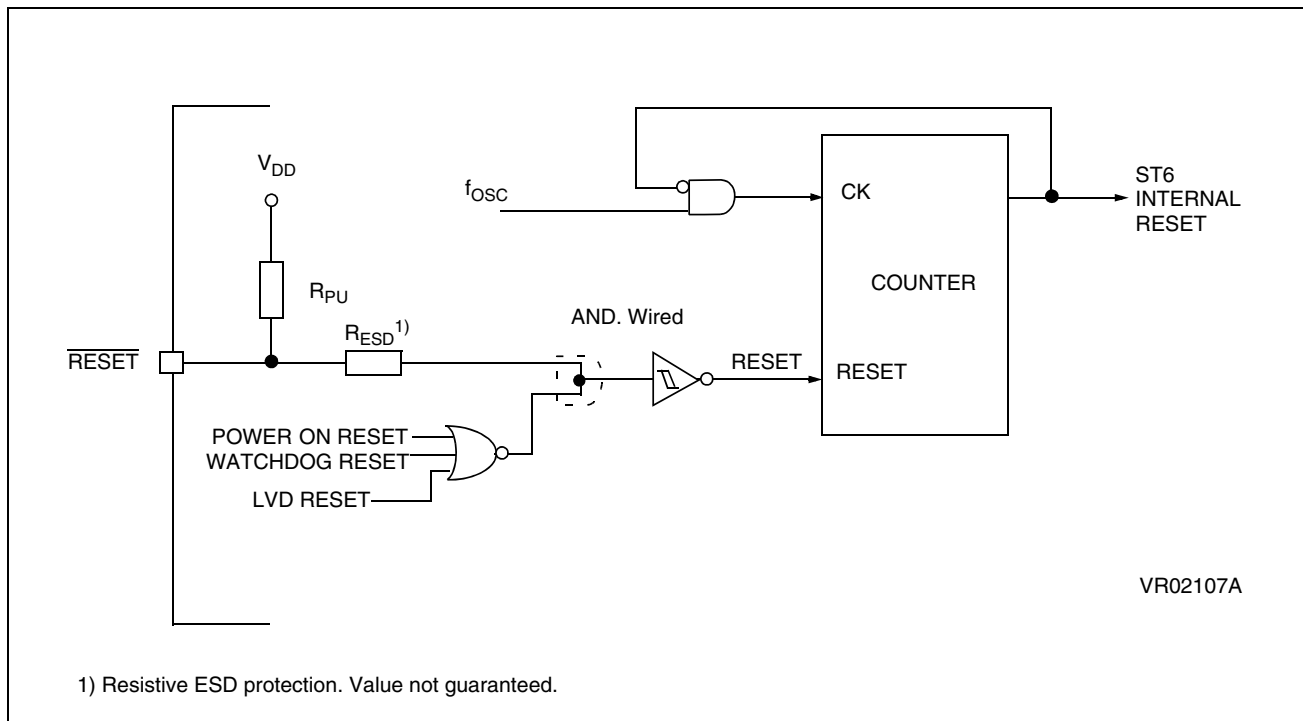 V_DD
f_OSC
CK
ST6
INTERNAL
RESET
COUNTER
R_PU
AND. Wired
R_ESD 1)
RESET
RESET
RESET
POWER ON RESET
WATCHDOG RESET
LVD RESET
VR02107A
1) Resistive ESD protection. Value not guaranteed.